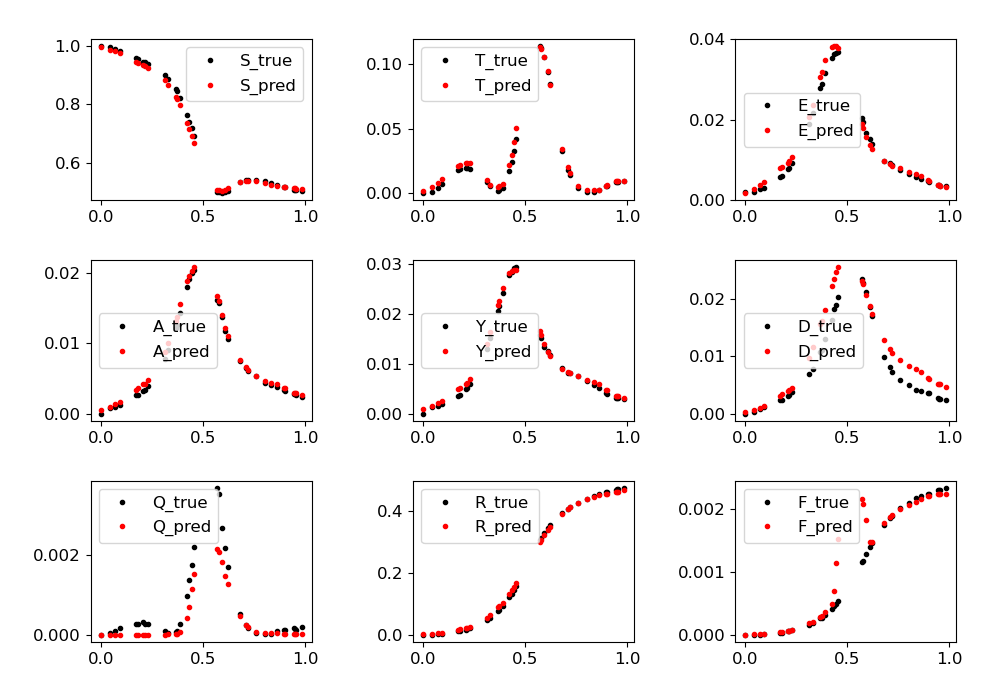 1.0
0.8
0.6
S_true
S_pred
0.0 0.5 1.0
0.10
0.05
0.00
T_true
T_pred
0.0 0.5 1.0
0.04
0.02
0.00
E_true
E_pred
0.0 0.5 1.0
0.02
0.01
0.00
A_true
A_pred
0.0 0.5 1.0
0.03
0.02
0.01
0.00
Y_true
Y_pred
0.0 0.5 1.0
0.02
0.01
0.00
D_true
D_pred
0.0 0.5 1.0
0.002
0.000
Q_true
Q_pred
0.0 0.5 1.0
0.4
0.2
0.0
R_true
R_pred
0.0 0.5 1.0
0.002
0.001
0.000
F_true
F_pred
0.0 0.5 1.0